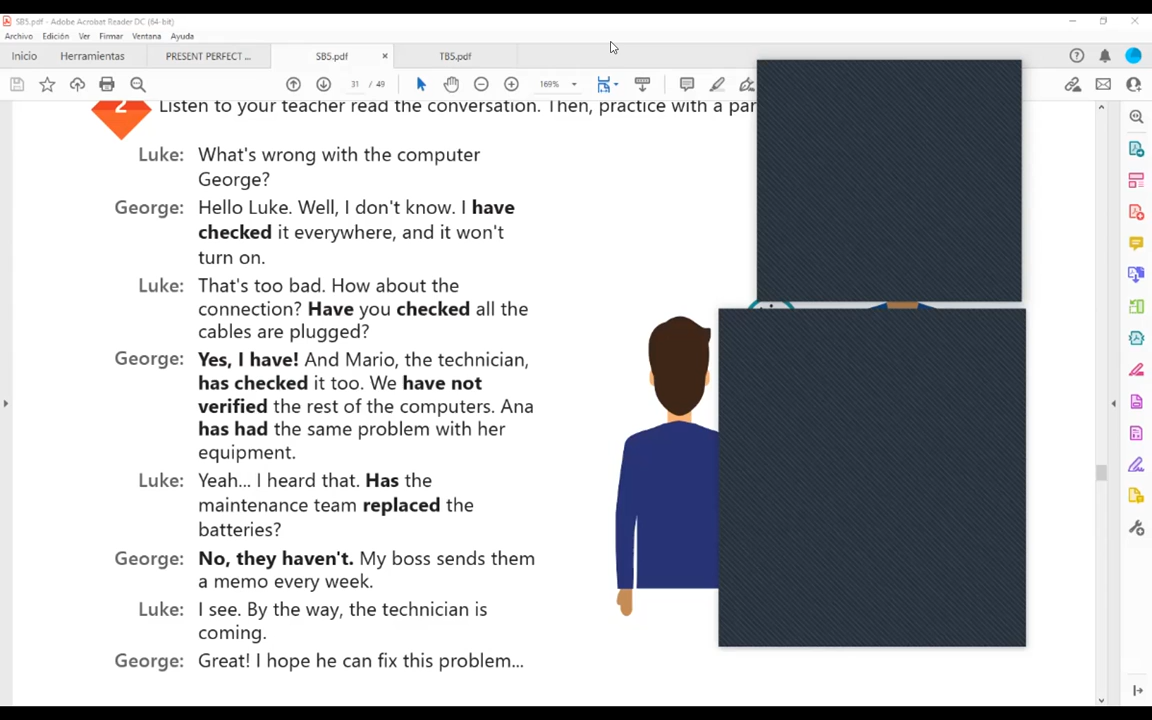 SB5.pdf - Adobe Acrobat Reader DC (64-bit)
Archivo Edición Ver Firmar Ventana Ayuda
Inicio Herramientas PRESENT PERFECT ... SB5.pdf × TB5.pdf
31 / 49 169%
2 Listen to your teacher read the conversation. Then, practice with a par
Luke: What's wrong with the computer
George?
George: Hello Luke. Well, I don't know. I have
checked it everywhere, and it won't
turn on.
Luke: That's too bad. How about the
connection? Have you checked all the
cables are plugged?
George: Yes, I have! And Mario, the technician,
has checked it too. We have not
verified the rest of the computers. Ana
has had the same problem with her
equipment.
Luke: Yeah... I heard that. Has the
maintenance team replaced the
batteries?
George: No, they haven't. My boss sends them
a memo every week.
Luke: I see. By the way, the technician is
coming.
George: Great! I hope he can fix this problem...